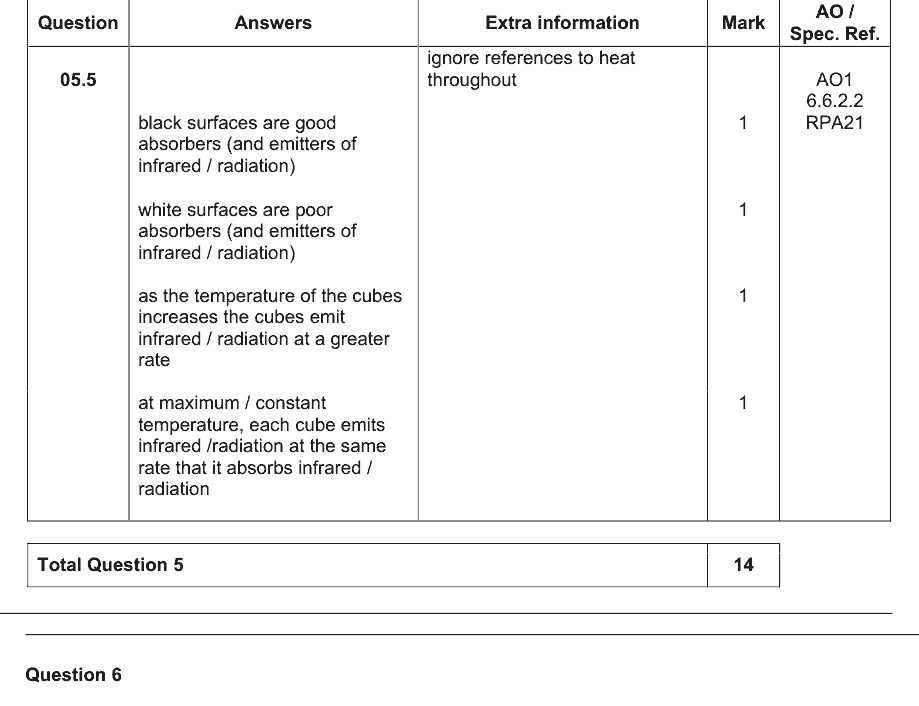 Question Answers Extra information Mark AO /
Spec. Ref.
ignore references to heat
05.5 throughout AO1
6.6.2.2
black surfaces are good 1 RPA21
absorbers (and emitters of
infrared / radiation)
white surfaces are poor 1
absorbers (and emitters of
infrared / radiation)
as the temperature of the cubes 1
increases the cubes emit
infrared / radiation at a greater
rate
at maximum / constant 1
temperature, each cube emits
infrared /radiation at the same
rate that it absorbs infrared /
radiation
Total Question 5 14
Question 6